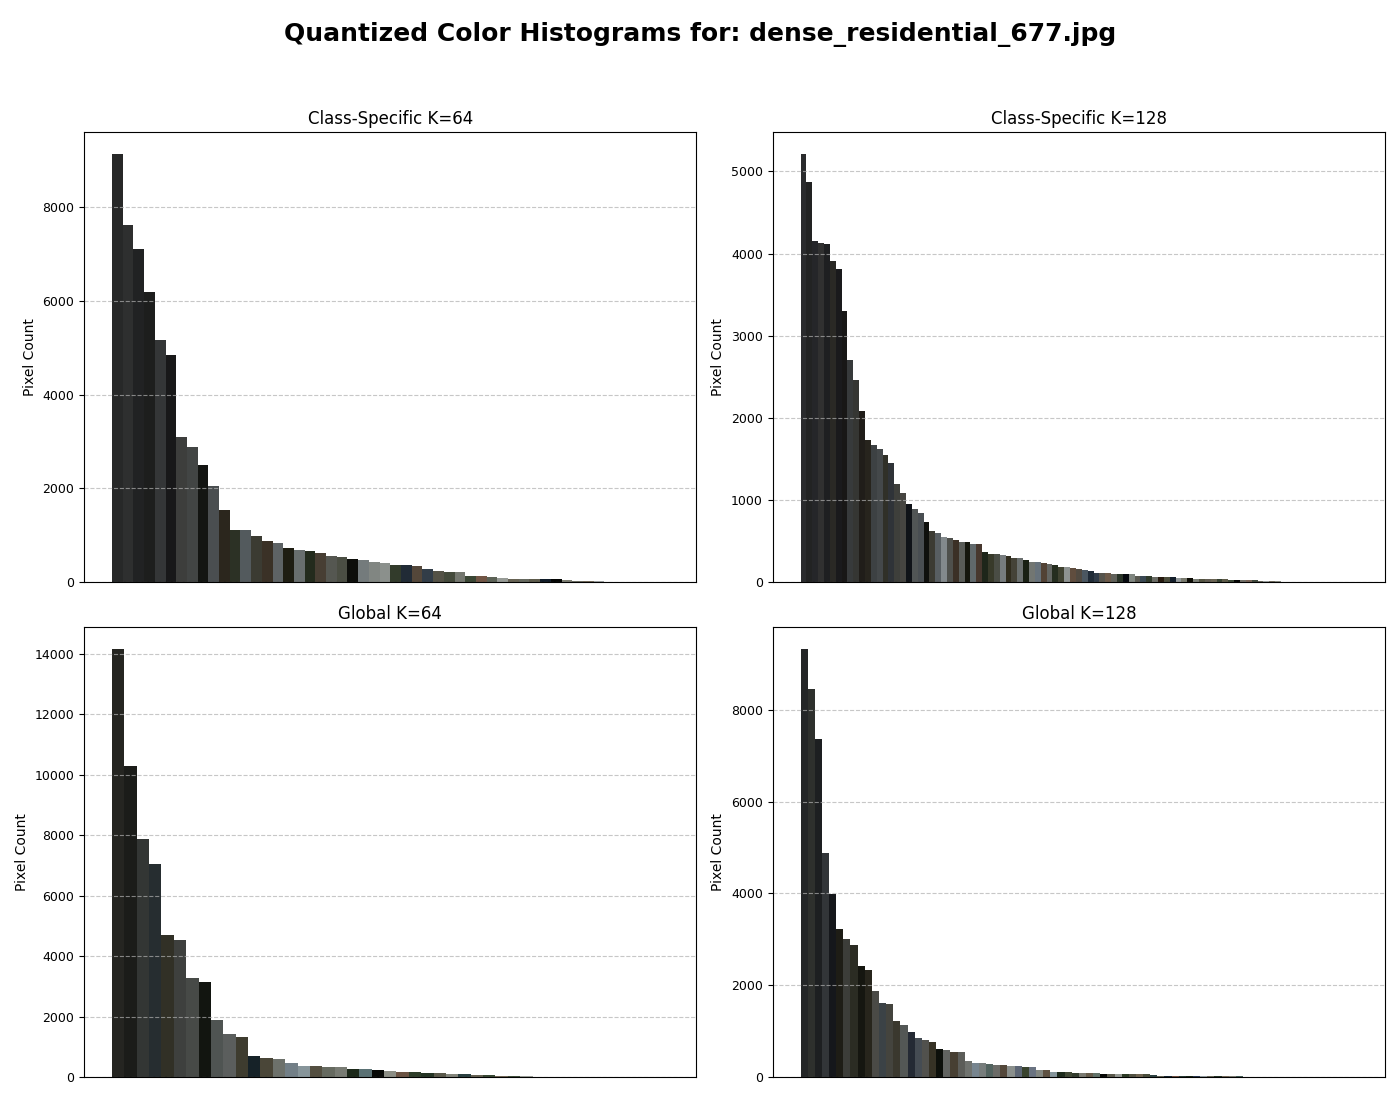 Quantized Color Histograms for: dense_residential_677.jpg
Class-Specific K=64
Pixel Count
8000
6000
4000
2000
0
Class-Specific K=128
Pixel Count
5000
4000
3000
2000
1000
0
Global K=64
Pixel Count
14000
12000
10000
8000
6000
4000
2000
0
Global K=128
Pixel Count
8000
6000
4000
2000
0